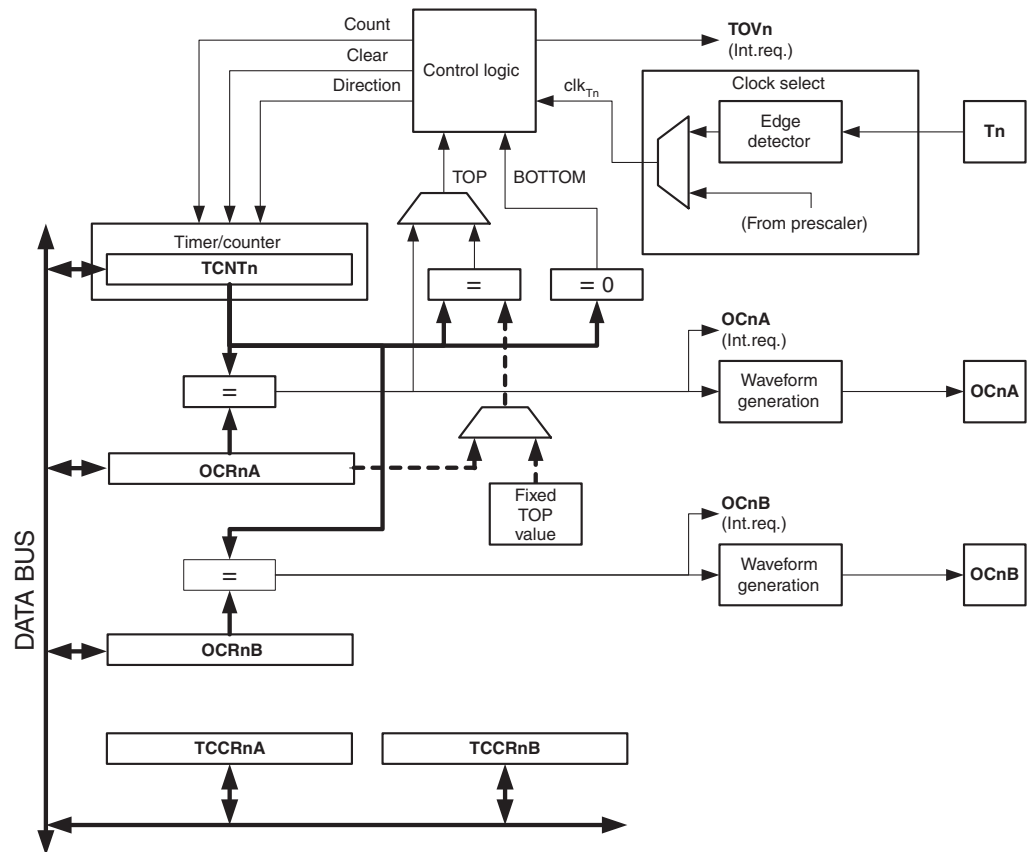 Count
Clear
Direction
Control logic
TOVn
(Int.req.)
clkTn
Clock select
Edge
detector
Tn
(From prescaler)
TOP
BOTTOM
Timer/counter
TCNTn
=
= 0
OCnA
(Int.req.)
=
Waveform
generation
OCnA
OCRnA
Fixed
TOP
value
OCnB
(Int.req.)
=
Waveform
generation
OCnB
OCRnB
DATA BUS
TCCRnA
TCCRnB